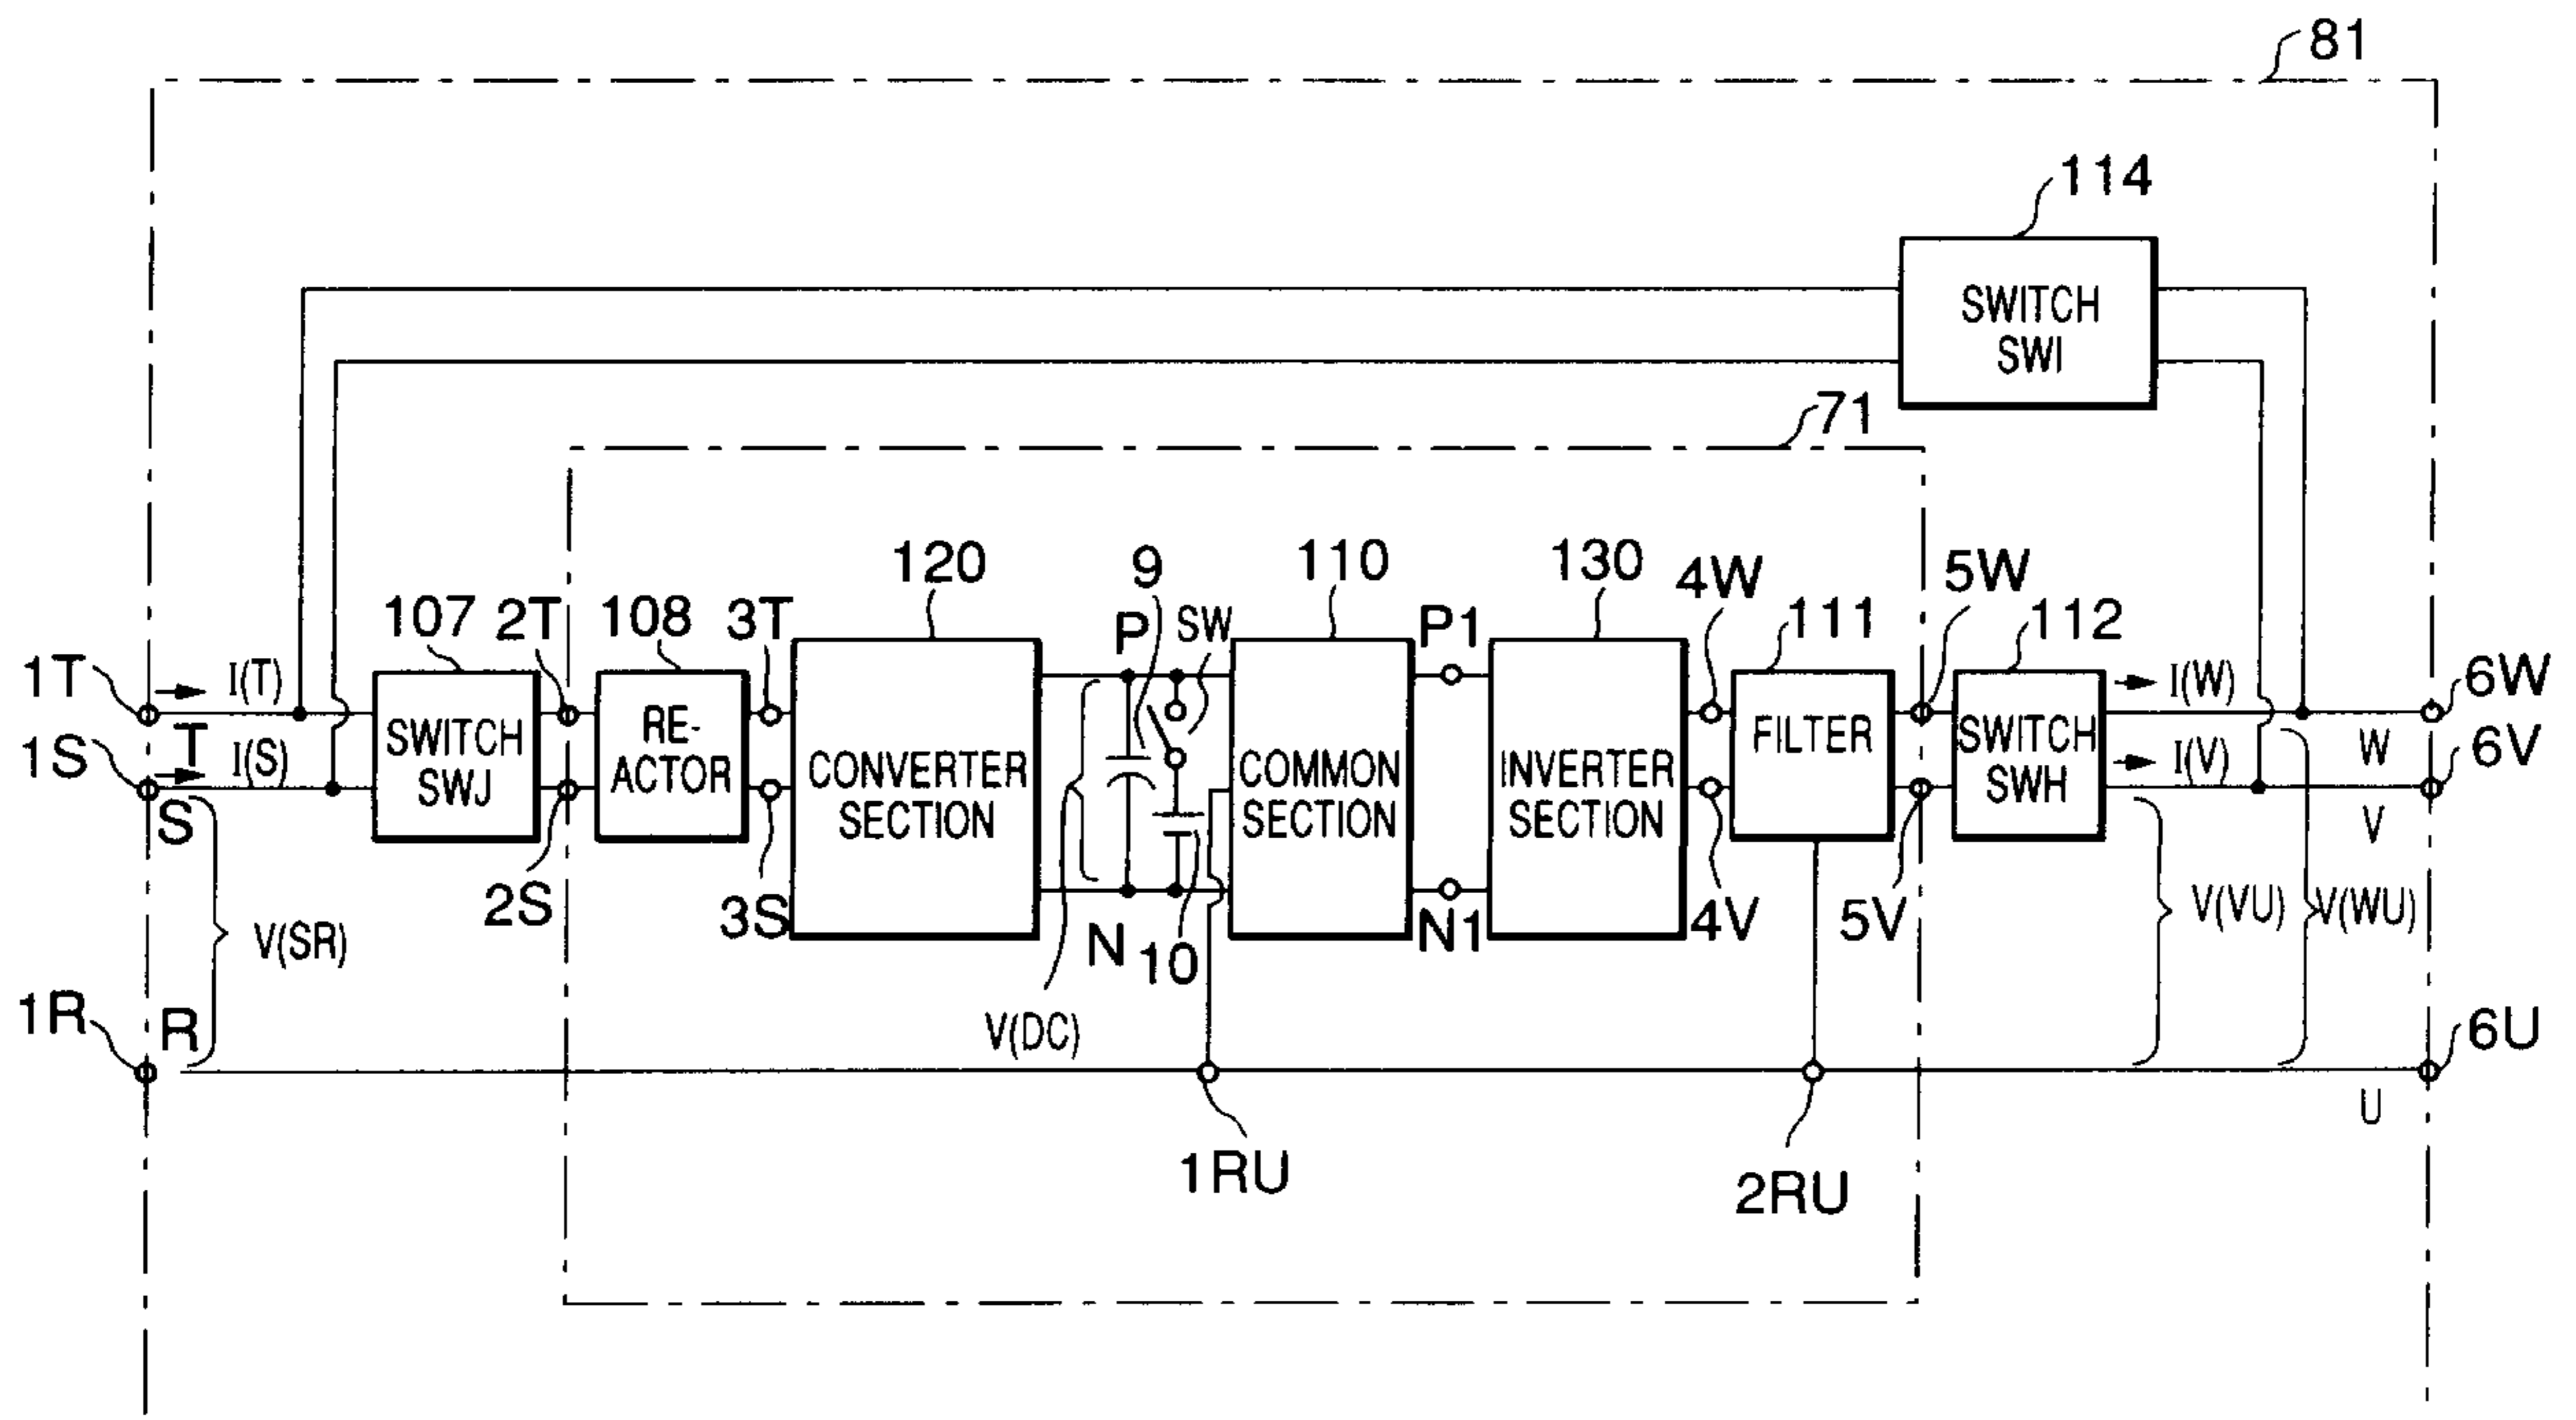 81
114
SWITCH
SWI
71
120
9
110
130
4W
5W
107
2T
108
3T
P
SW
P1
111
112
1T
I(T)
I(W)
6W
T
1S
I(S)
SWITCH
SWJ
RE-
ACTOR
CONVERTER
SECTION
COMMON
SECTION
INVERTER
SECTION
FILTER
SWITCH
SWH
I(V)
W
6V
S
V
2S
3S
N
10
N1
4V
5V
V(VU)
V(WU)
V(SR)
1R
R
V(DC)
6U
U
1RU
2RU